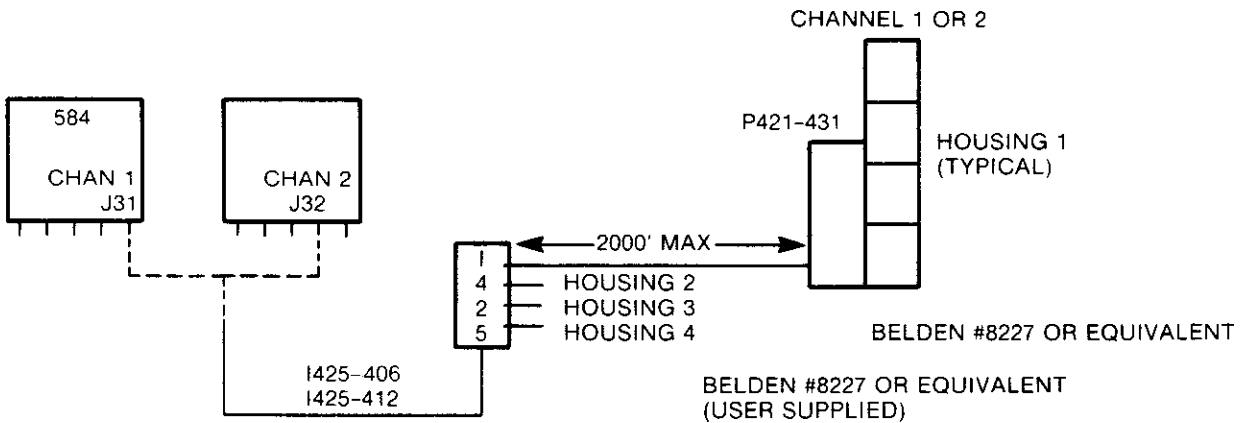 CHANNEL 1 OR 2
584
CHAN 1
J31
CHAN 2
J32
P421-431
HOUSING 1
(TYPICAL)
2000' MAX
1
4 HOUSING 2
2 HOUSING 3
5 HOUSING 4
BELDEN #8227 OR EQUIVALENT
I425-406
I425-412
BELDEN #8227 OR EQUIVALENT
(USER SUPPLIED)